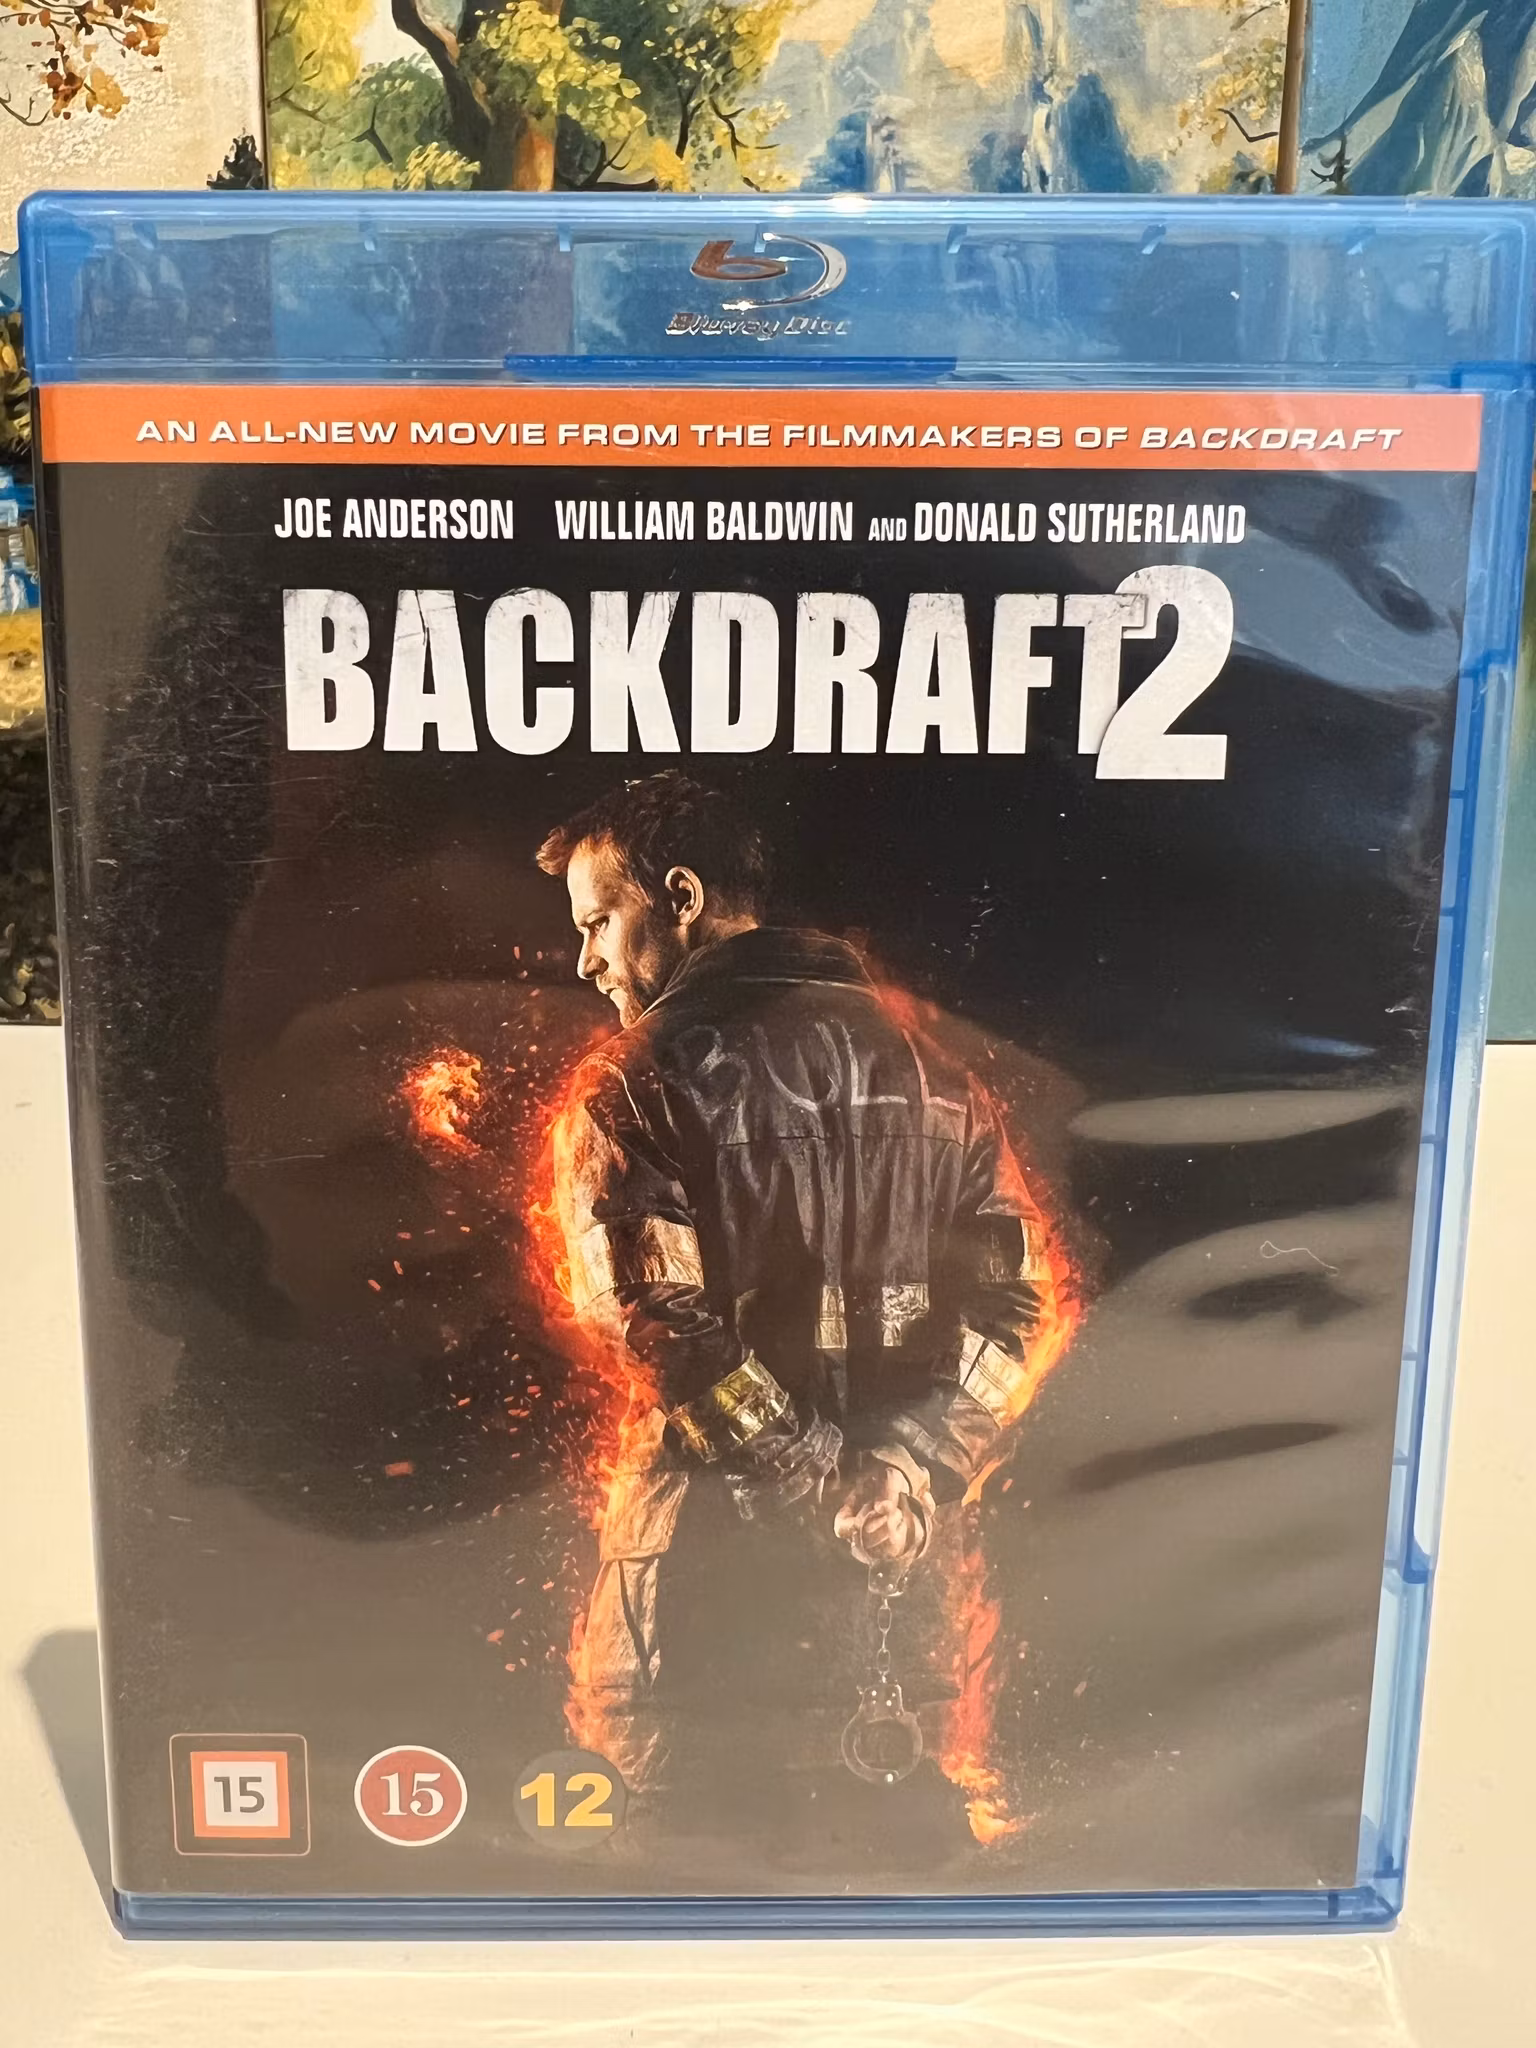 Blu-ray Disc
AN ALL-NEW MOVIE FROM THE FILMMAKERS OF BACKDRAFT
JOE ANDERSON WILLIAM BALDWIN AND DONALD SUTHERLAND
BACKDRAFT2
BULL
15 15 12